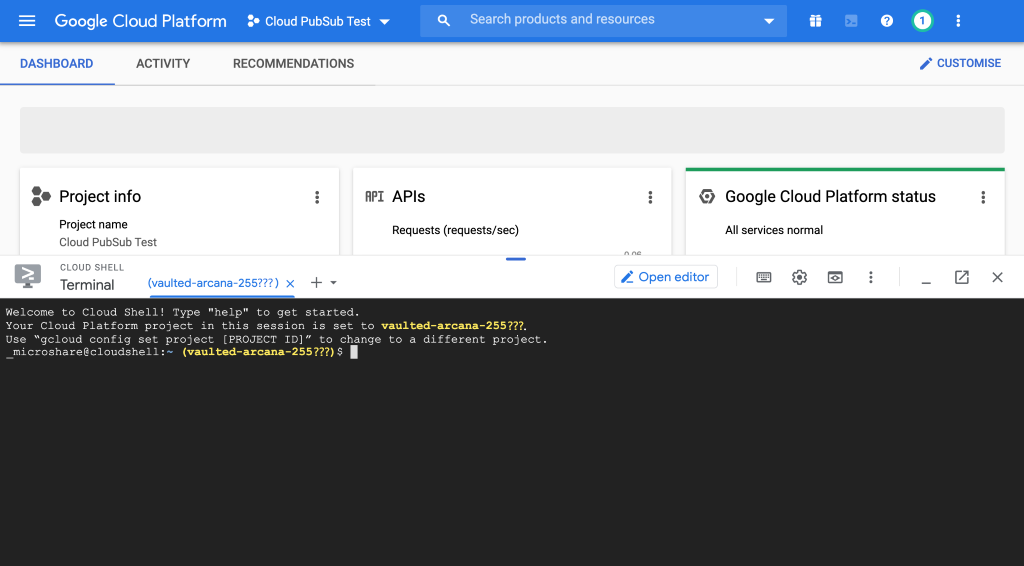 Google Cloud Platform
Cloud PubSub Test
Search products and resources
1
DASHBOARD
ACTIVITY
RECOMMENDATIONS
CUSTOMISE
Project info
Project name
Cloud PubSub Test
API
APIs
Requests (requests/sec)
Google Cloud Platform status
All services normal
CLOUD SHELL
Terminal
(vaulted-arcana-255???)
Open editor
Welcome to Cloud Shell! Type "help" to get started.
Your Cloud Platform project in this session is set to vaulted-arcana-255???.
Use “gcloud config set project [PROJECT ID]” to change to a different project.
_microshare@cloudshell:~ (vaulted-arcana-255???)$